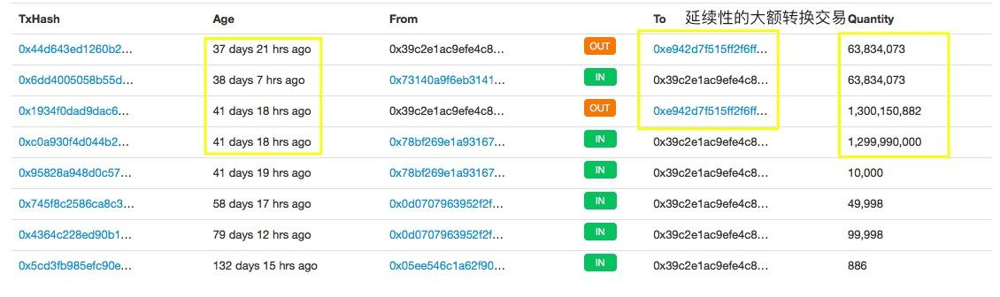 TxHash Age From To 延续性的大额转换交易 Quantity
0x44d643ed1260b2... 37 days 21 hrs ago 0x39c2e1ac9efe4c8... OUT 0xe942d7f515ff2f6ff... 63,834,073
0x6dd4005058b55d... 38 days 7 hrs ago 0x73140a9f6eb3141... IN 0x39c2e1ac9efe4c8... 63,834,073
0x1934f0dad9dac6... 41 days 18 hrs ago 0x39c2e1ac9efe4c8... OUT 0xe942d7f515ff2f6ff... 1,300,150,882
0xc0a930f4d044b2... 41 days 18 hrs ago 0x78bf269e1a93167... IN 0x39c2e1ac9efe4c8... 1,299,990,000
0x95828a948d0c57... 41 days 19 hrs ago 0x78bf269e1a93167... IN 0x39c2e1ac9efe4c8... 10,000
0x745f8c2586ca8c3... 58 days 17 hrs ago 0x0d0707963952f2f... IN 0x39c2e1ac9efe4c8... 49,998
0x4364c228ed90b1... 79 days 12 hrs ago 0x0d0707963952f2f... IN 0x39c2e1ac9efe4c8... 99,998
0x5cd3fb985efc90e... 132 days 15 hrs ago 0x05ee546c1a62f90... IN 0x39c2e1ac9efe4c8... 886